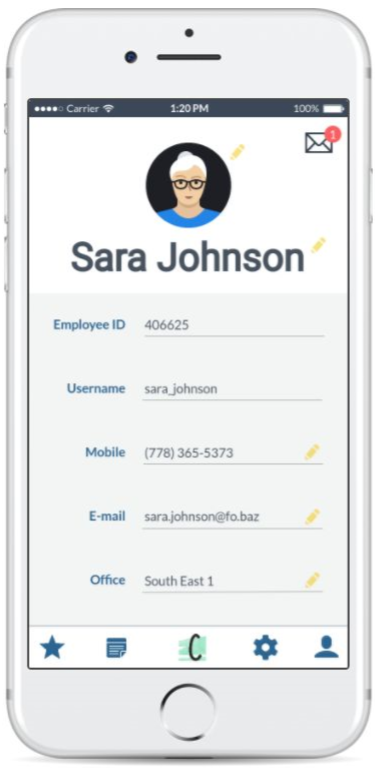 Carrier 1:20 PM 100%
1
Sara Johnson
Employee ID 406625
Username sara_johnson
Mobile (778) 365-5373
E-mail sara.johnson@fo.baz
Office South East 1
C